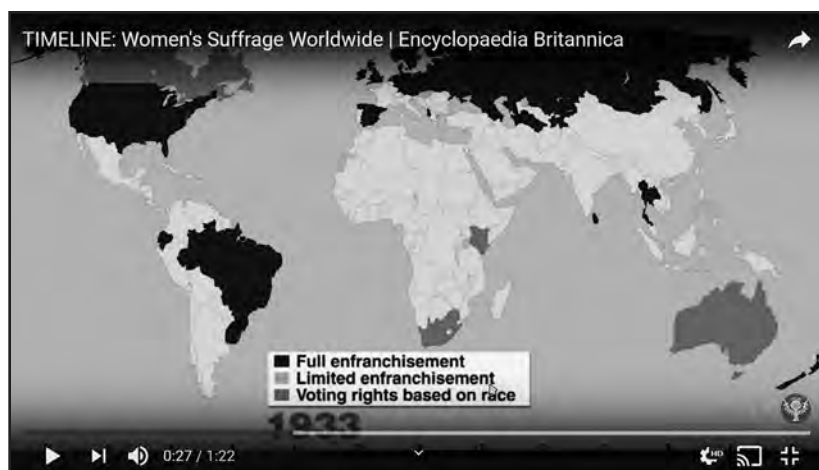 TIMELINE: Women's Suffrage Worldwide | Encyclopaedia Britannica
Full enfranchisement
Limited enfranchisement
Voting rights based on race
1933
0:27 / 1:22
HD